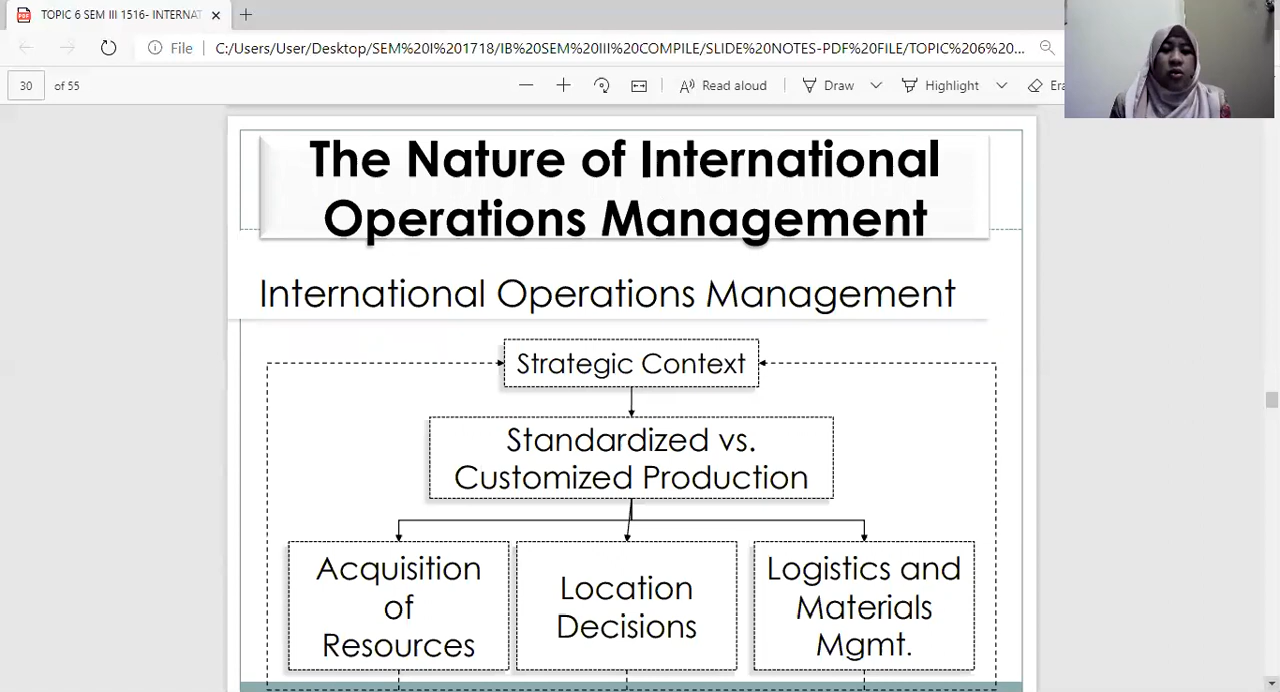 TOPIC 6 SEM III 1516- INTERNAT
File
C:/Users/User/Desktop/SEM%20I%201718/IB%20SEM%20III%20COMPILE/SLIDE%20NOTES-PDF%20FILE/TOPIC%206%20...
30 of 55
Read aloud
Draw
Highlight
Era
The Nature of International
Operations Management
International Operations Management
Strategic Context
Standardized vs.
Customized Production
Acquisition
of
Resources
Location
Decisions
Logistics and
Materials
Mgmt.